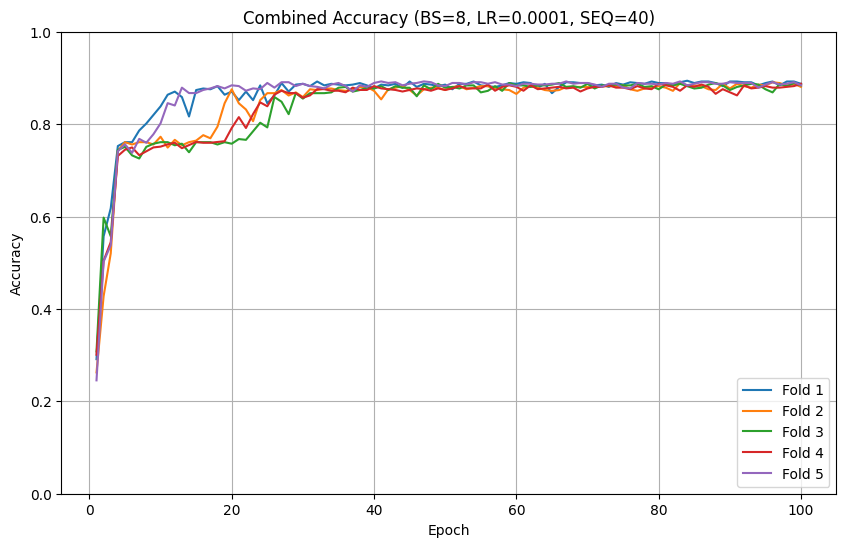 Combined Accuracy (BS=8, LR=0.0001, SEQ=40)
1.0
0.8
0.6
0.4
0.2
0.0
Accuracy
0 20 40 60 80 100
Epoch
Fold 1
Fold 2
Fold 3
Fold 4
Fold 5